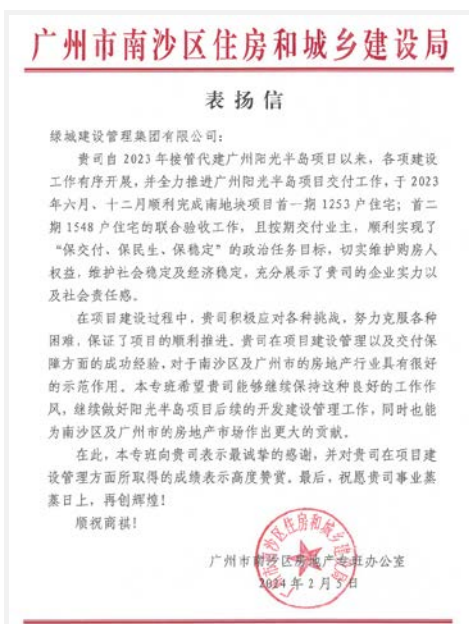 广州市南沙区住房和城乡建设局
表扬信
绿城建设管理集团有限公司:
贵司自 2023 年接管代建广州阳光半岛项目以来,各项建设
工作有序开展,并全力推进广州阳光半岛项目交付工作,于 2023
年六月、十二月顺利完成南地块项目首一期 1253 户住宅;首二
期 1548 户住宅的联合验收工作,且按期交付业主,顺利实现了
“保交付、保民生、保稳定”的政治任务目标,切实维护购房人
权益,维护社会稳定及经济稳定,充分展示了贵司的企业实力以
及社会责任感。
在项目建设过程中,贵司积极应对各种挑战,努力克服各种
困难,保证了项目的顺利推进。贵司在项目建设管理以及交付保
障方面的成功经验,对于南沙区及广州市的房地产行业具有很好
的示范作用。本专班希望贵司能够继续保持这种良好的工作作
风,继续做好阳光半岛项目后续的开发建设管理工作,同时也能
为南沙区及广州市的房地产市场作出更大的贡献。
在此,本专班向贵司表示最诚挚的感谢,并对贵司在项目建
设管理方面所取得的成绩表示高度赞赏。最后,祝愿贵司事业蒸
蒸日上,再创辉煌!
顺祝商祺!
广州市南沙区房地产专班办公室
2024 年 2 月 5 日
广州市南沙区住房和城乡建设局